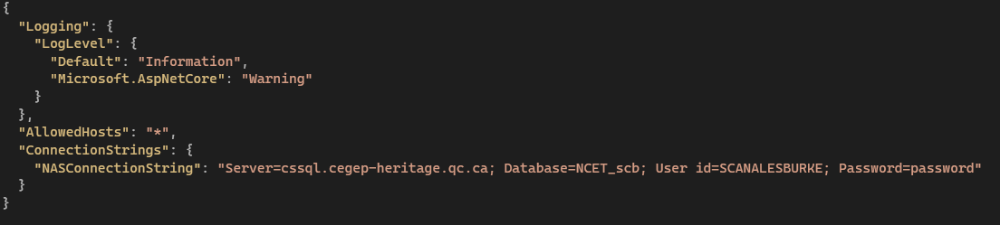 {
  "Logging": {
    "LogLevel": {
      "Default": "Information",
      "Microsoft.AspNetCore": "Warning"
    }
  },
  "AllowedHosts": "*",
  "ConnectionStrings": {
    "NASConnectionString": "Server=cssql.cegep-heritage.qc.ca; Database=NCET_scb; User id=SCANALESBURKE; Password=password"
  }
}